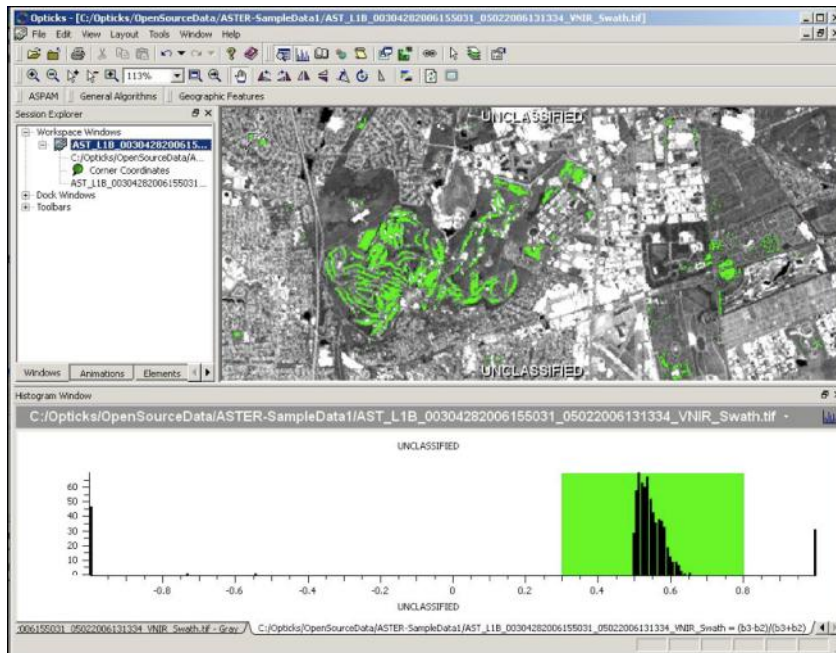 Opticks - [C:/Opticks/OpenSourceData/ASTER-SampleData1/AST_L1B_00304282006155031_05022006131334_VNIR_Swath.tif]
File Edit View Layout Tools Window Help
113%
ASPAM General Algorithms Geographic Features
Session Explorer
Workspace Windows
AST_L1B_0030428200615...
C:/Opticks/OpenSourceData/A...
Corner Coordinates
AST_L1B_00304282006155031...
Dock Windows
Toolbars
Windows Animations Elements
UNCLASSIFIED
UNCLASSIFIED
Histogram Window
C:/Opticks/OpenSourceData/ASTER-SampleData1/AST_L1B_00304282006155031_05022006131334_VNIR_Swath.tif -
UNCLASSIFIED
60
50
40
30
20
10
0
-0.8 -0.6 -0.4 -0.2 0 0.2 0.4 0.6 0.8
UNCLASSIFIED
006155031_05022006131334_VNIR_Swath.tif - Gray C:/Opticks/OpenSourceData/ASTER-SampleData1/AST_L1B_00304282006155031_05022006131334_VNIR_Swath = (b3-b2)/(b3+b2)